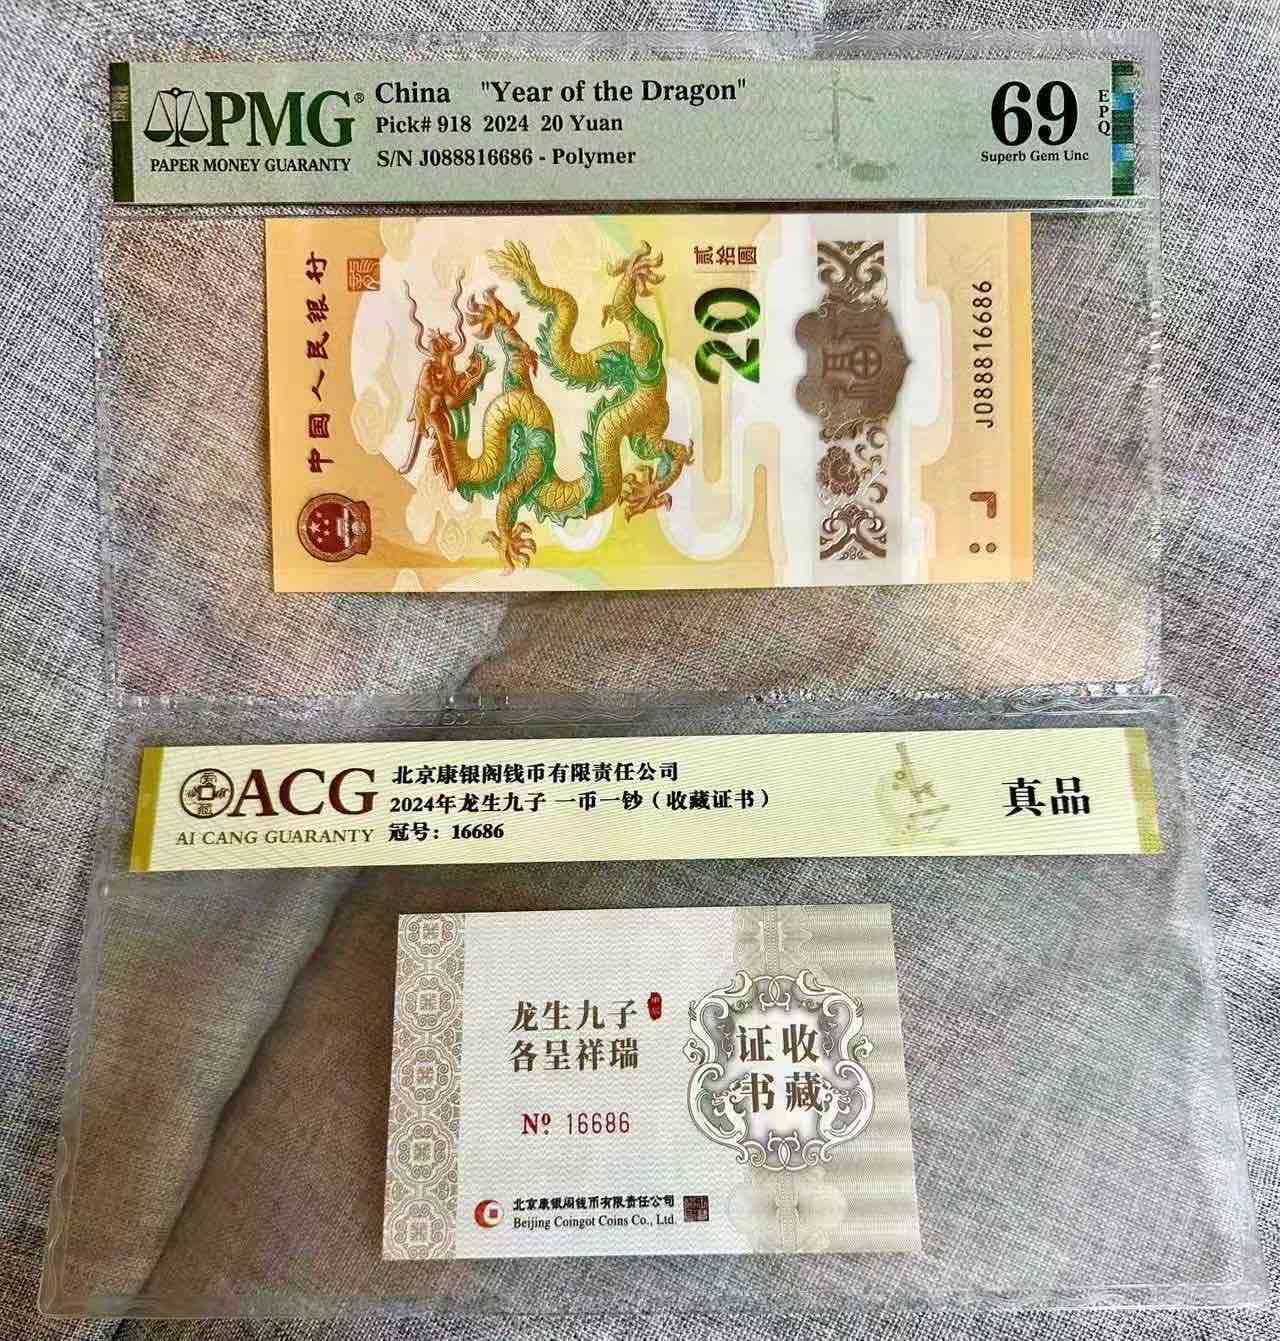 PMG®
PAPER MONEY GUARANTY
China "Year of the Dragon"
Pick# 918 2024 20 Yuan
S/N J088816686 - Polymer
69
EPQ
Superb Gem Unc
中国人民银行
贰拾圆
20
J088816686
ACG
AI CANG GUARANTY
北京康银阁钱币有限责任公司
2024年龙生九子 一币一钞（收藏证书）
冠号：16686
真品
龙生九子
各呈祥瑞
Nº 16686
收藏
证书
北京康银阁钱币有限责任公司
Beijing Coingot Coins Co., Ltd.